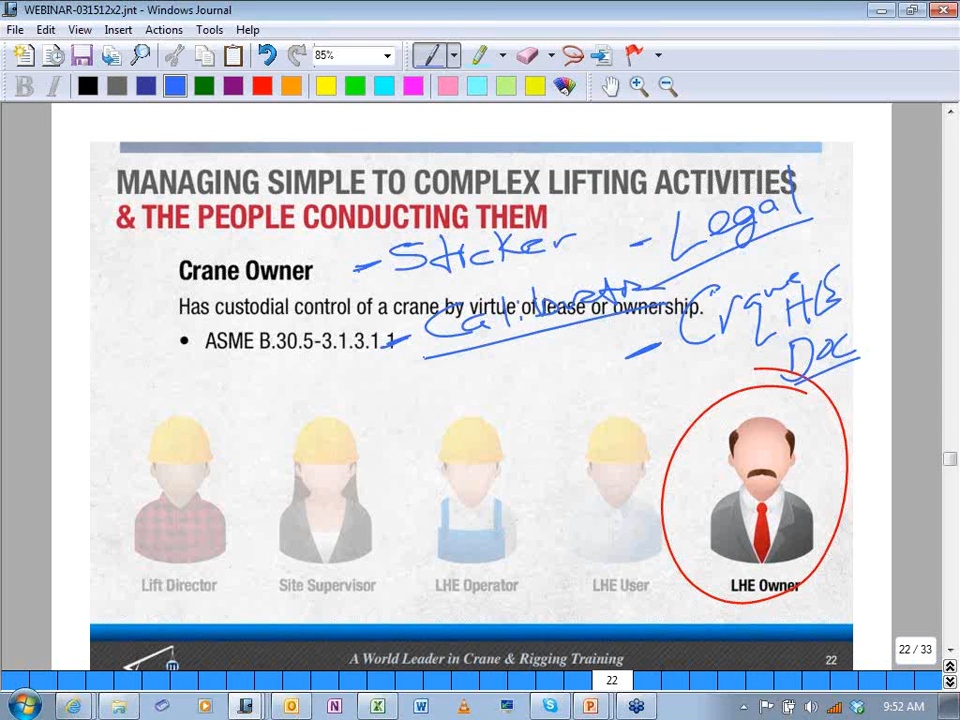 WEBINAR-031512x2.jnt - Windows Journal
File Edit View Insert Actions Tools Help
85%
B I
MANAGING SIMPLE TO COMPLEX LIFTING ACTIVITIES
& THE PEOPLE CONDUCTING THEM
- Sticker - Legal
Crane Owner
Has custodial control of a crane by virtue of lease or ownership.
- Calibration - Crane
• ASME B.30.5-3.1.3.1.1
Doc
Lift Director Site Supervisor LHE Operator LHE User LHE Owner
A World Leader in Crane & Rigging Training 22
22 / 33
22
9:52 AM